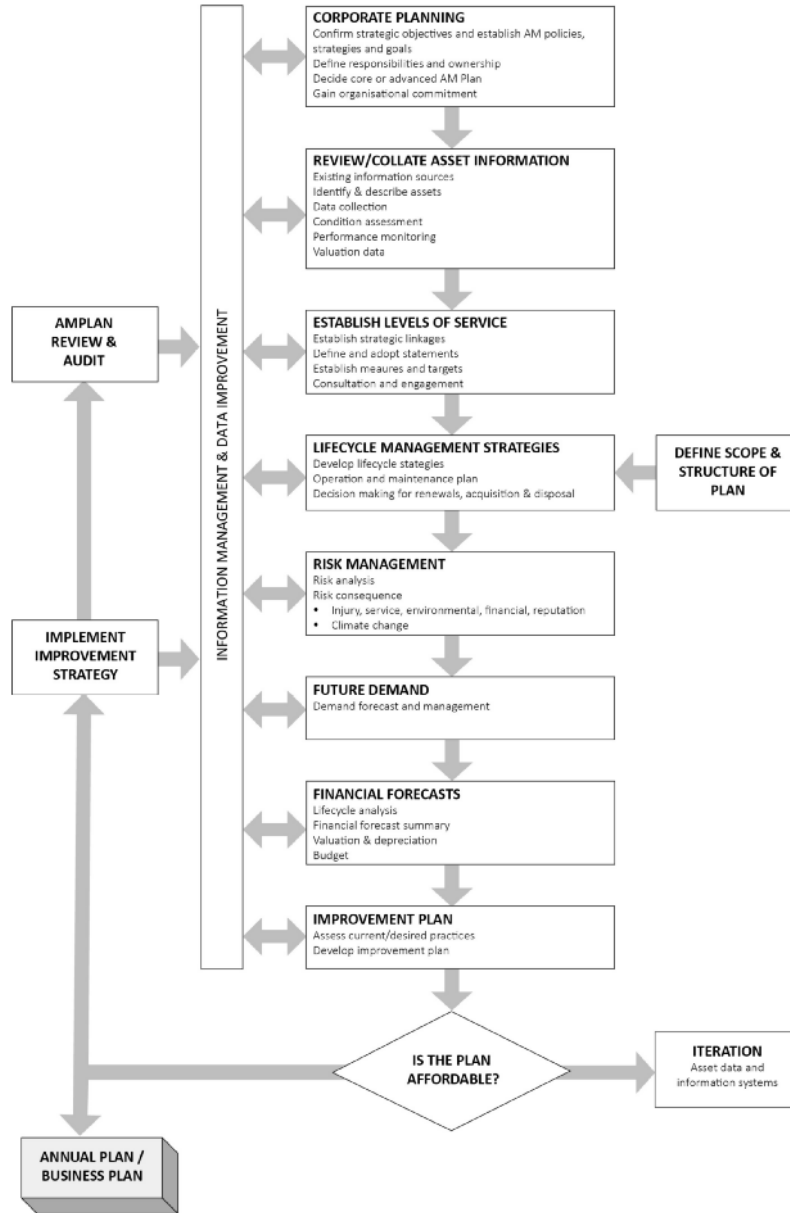 CORPORATE PLANNING
Confirm strategic objectives and establish AM policies,
strategies and goals
Define responsibilities and ownership
Decide core or advanced AM Plan
Gain organisational commitment
REVIEW/COLLATE ASSET INFORMATION
Existing information sources
Identify & describe assets
Data collection
Condition assessment
Performance monitoring
Valuation data
INFORMATION MANAGEMENT & DATA IMPROVEMENT
AMPLAN
REVIEW &
AUDIT
ESTABLISH LEVELS OF SERVICE
Establish strategic linkages
Define and adopt statements
Establish meaures and targets
Consultation and engagement
LIFECYCLE MANAGEMENT STRATEGIES
Develop lifecycle stategies
Operation and maintenance plan
Decision making for renewals, acquisition & disposal
DEFINE SCOPE &
STRUCTURE OF
PLAN
RISK MANAGEMENT
Risk analysis
Risk consequence
• Injury, service, environmental, financial, reputation
• Climate change
IMPLEMENT
IMPROVEMENT
STRATEGY
FUTURE DEMAND
Demand forecast and management
FINANCIAL FORECASTS
Lifecycle analysis
Financial forecast summary
Valuation & depreciation
Budget
IMPROVEMENT PLAN
Assess current/desired practices
Develop improvement plan
IS THE PLAN
AFFORDABLE?
ITERATION
Asset data and
information systems
ANNUAL PLAN /
BUSINESS PLAN